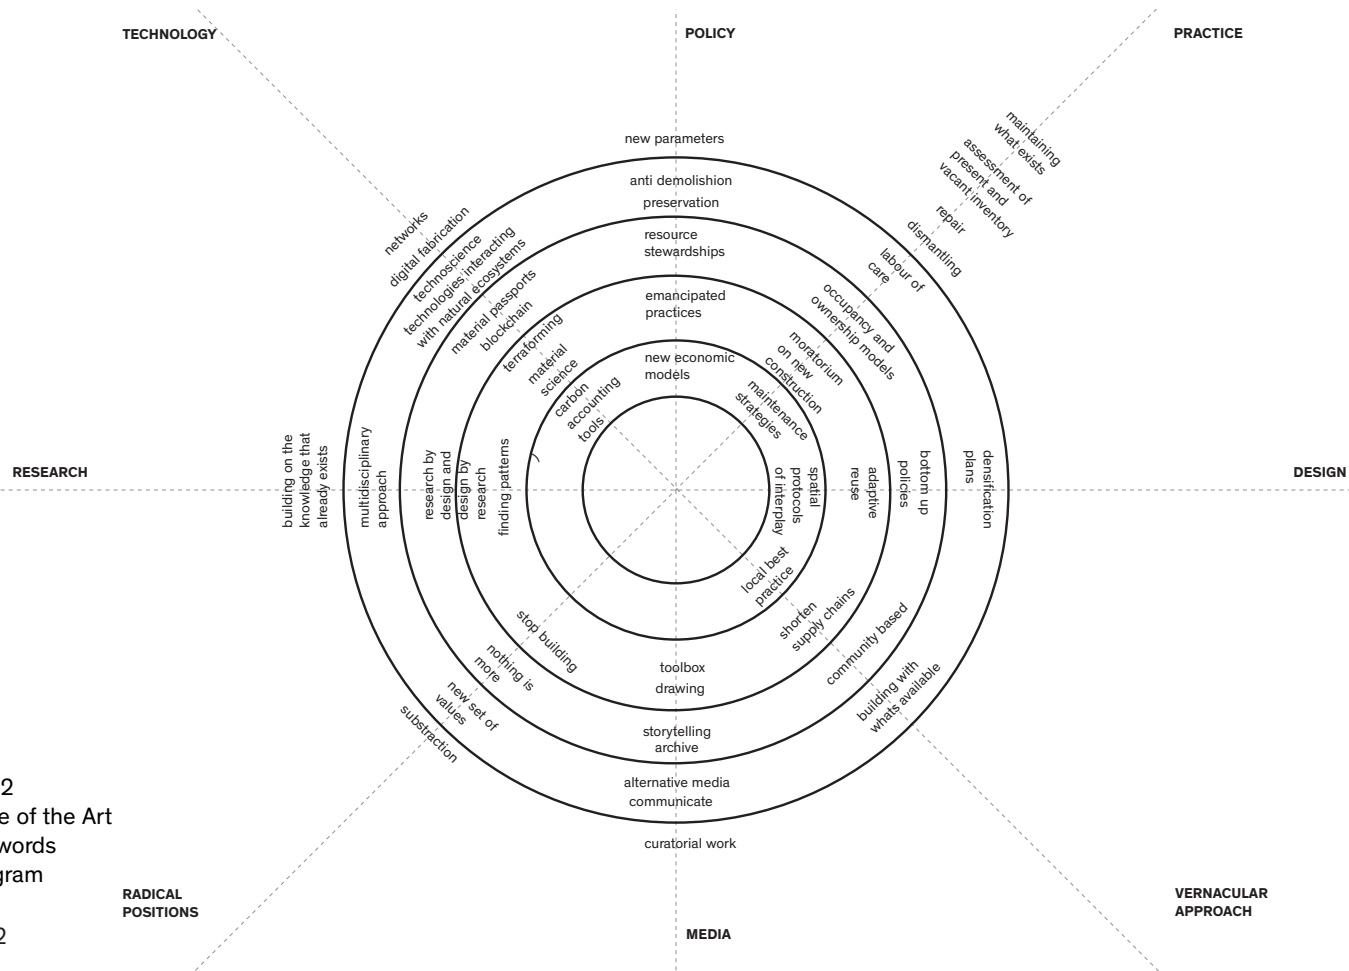 TECHNOLOGY
POLICY
PRACTICE
new parameters
anti demolishion
preservation
resource
stewardships
emancipated
practices
new economic
models
maintaining
what exists
assessment of
present and
vacant inventory
repair
dismantling
labour of
care
occupancy and
ownership models
moratorium
on new
construction
maintenance
strategies
networks
digital fabrication
technoscience
technologies interacting
with natural ecosystems
material passports
blockchain
terraforming
material
science
carbon
accounting
tools
RESEARCH
building on the
knowledge that
already exists
multidisciplinary
approach
research by
design and
design by
research
finding patterns
)
spatial
protocols
of interplay
adaptive
reuse
bottom up
policies
densification
plans
DESIGN
local best
practice
shorten
supply chains
community based
building with
whats available
stop building
nothing is
more
new set of
values
substraction
toolbox
drawing
storytelling
archive
alternative media
communicate
curatorial work
2
e of the Art
words
gram
2
RADICAL
POSITIONS
MEDIA
VERNACULAR
APPROACH